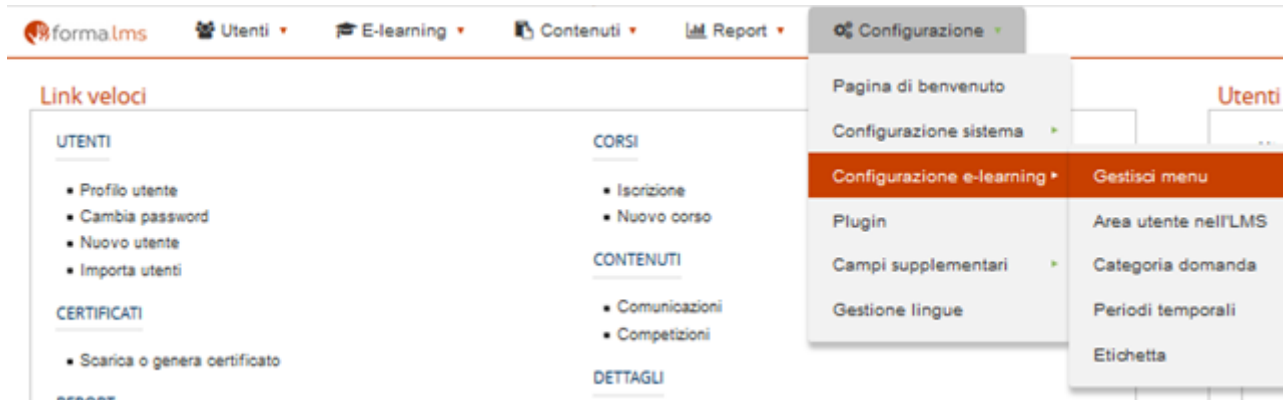 forma.lms Utenti E-learning Contenuti Report Configurazione
Link veloci
UTENTI
Profilo utente
Cambia password
Nuovo utente
Importa utenti
CERTIFICATI
Scarica o genera certificato
CORSI
Iscrizione
Nuovo corso
CONTENUTI
Comunicazioni
Competizioni
DETTAGLI
Pagina di benvenuto
Configurazione sistema
Configurazione e-learning
Plugin
Campi supplementari
Gestione lingue
Gestisci menu
Area utente nell'LMS
Categoria domanda
Periodi temporali
Etichetta
Utenti